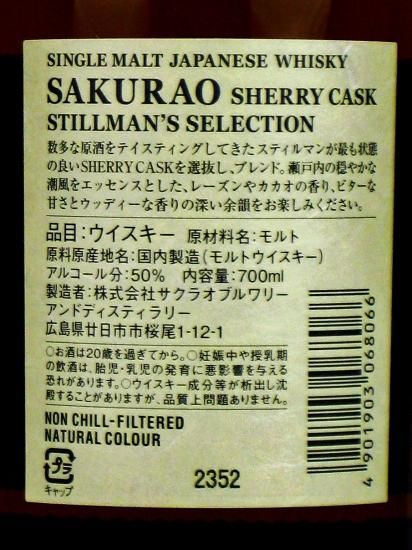 SINGLE MALT JAPANESE WHISKY
SAKURAO SHERRY CASK
STILLMAN'S SELECTION
数多な原酒をテイスティングしてきたスティルマンが最も状態
の良いSHERRY CASKを選抜し、ブレンド。瀬戸内の穏やかな
潮風をエッセンスとした、レーズンやカカオの香り、ビターな
甘さとウッディーな香りの深い余韻をお楽しみください。
品目:ウイスキー 原材料名:モルト
原料原産地名:国内製造(モルトウイスキー)
アルコール分:50% 内容量:700ml
製造者:株式会社サクラオブルワリー
アンドディスティラリー
広島県廿日市市桜尾1-12-1
○お酒は20歳を過ぎてから。○妊娠中や授乳期
の飲酒は、胎児・乳児の発育に悪影響を与える
恐れがあります。○ウイスキー成分等が析出し沈
殿することがありますが、品質上問題ありません。
NON CHILL-FILTERED
NATURAL COLOUR
プラ
キャップ
2352
4 901903 068066